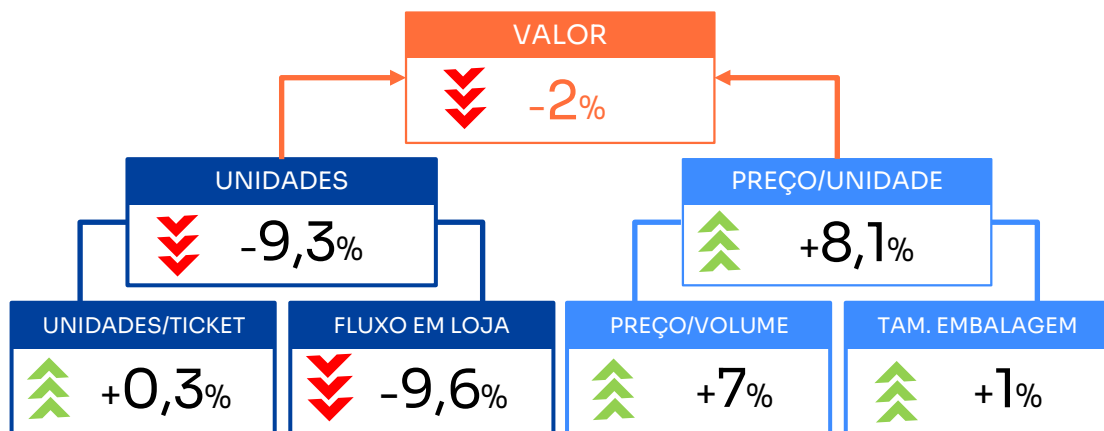 VALOR
-2%
UNIDADES
-9,3%
PREÇO/UNIDADE
+8,1%
UNIDADES/TICKET
+0,3%
FLUXO EM LOJA
-9,6%
PREÇO/VOLUME
+7%
TAM. EMBALAGEM
+1%